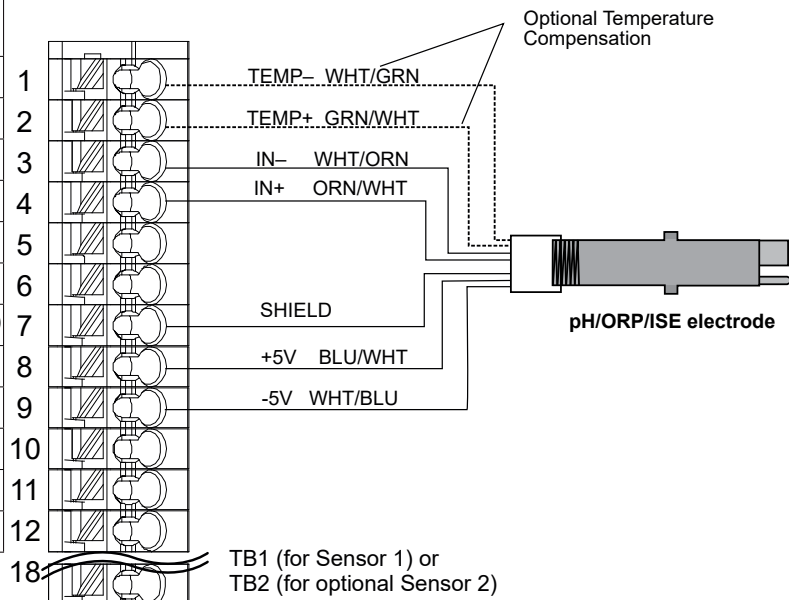 Optional Temperature
Compensation
1 TEMP– WHT/GRN
2 TEMP+ GRN/WHT
3 IN– WHT/ORN
4 IN+ ORN/WHT
5
6
7 SHIELD
8 +5V BLU/WHT
9 -5V WHT/BLU
pH/ORP/ISE electrode
10
11
12
18
TB1 (for Sensor 1) or
TB2 (for optional Sensor 2)